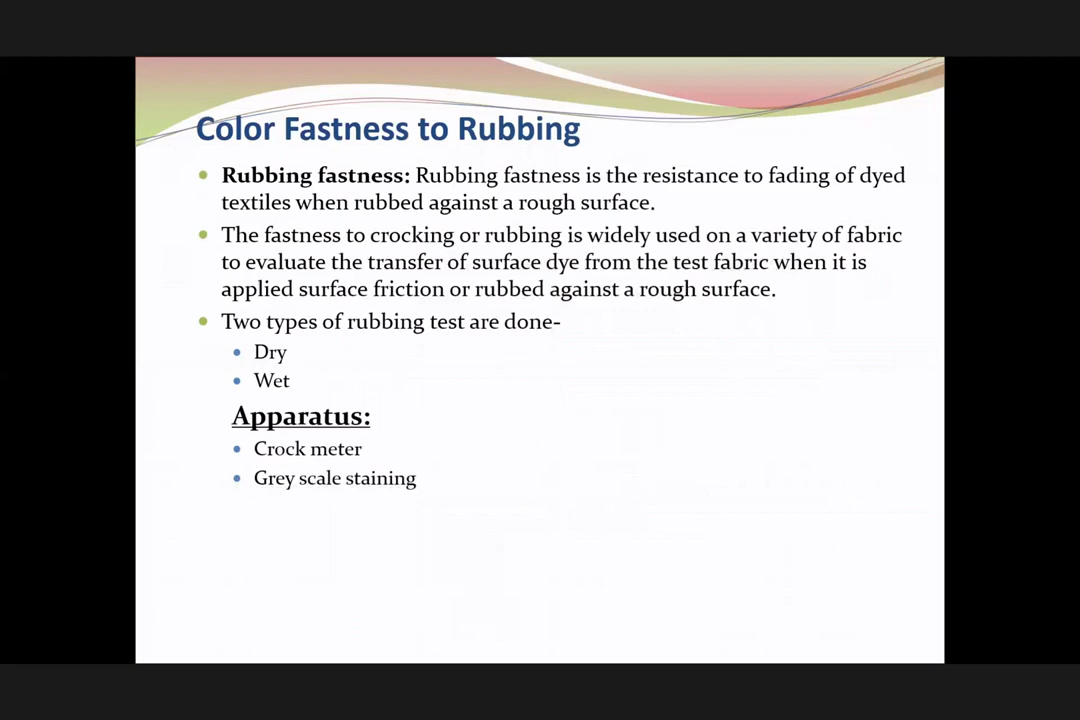 Color Fastness to Rubbing
Rubbing fastness: Rubbing fastness is the resistance to fading of dyed
textiles when rubbed against a rough surface.
The fastness to crocking or rubbing is widely used on a variety of fabric
to evaluate the transfer of surface dye from the test fabric when it is
applied surface friction or rubbed against a rough surface.
Two types of rubbing test are done-
Dry
Wet
Apparatus:
Crock meter
Grey scale staining